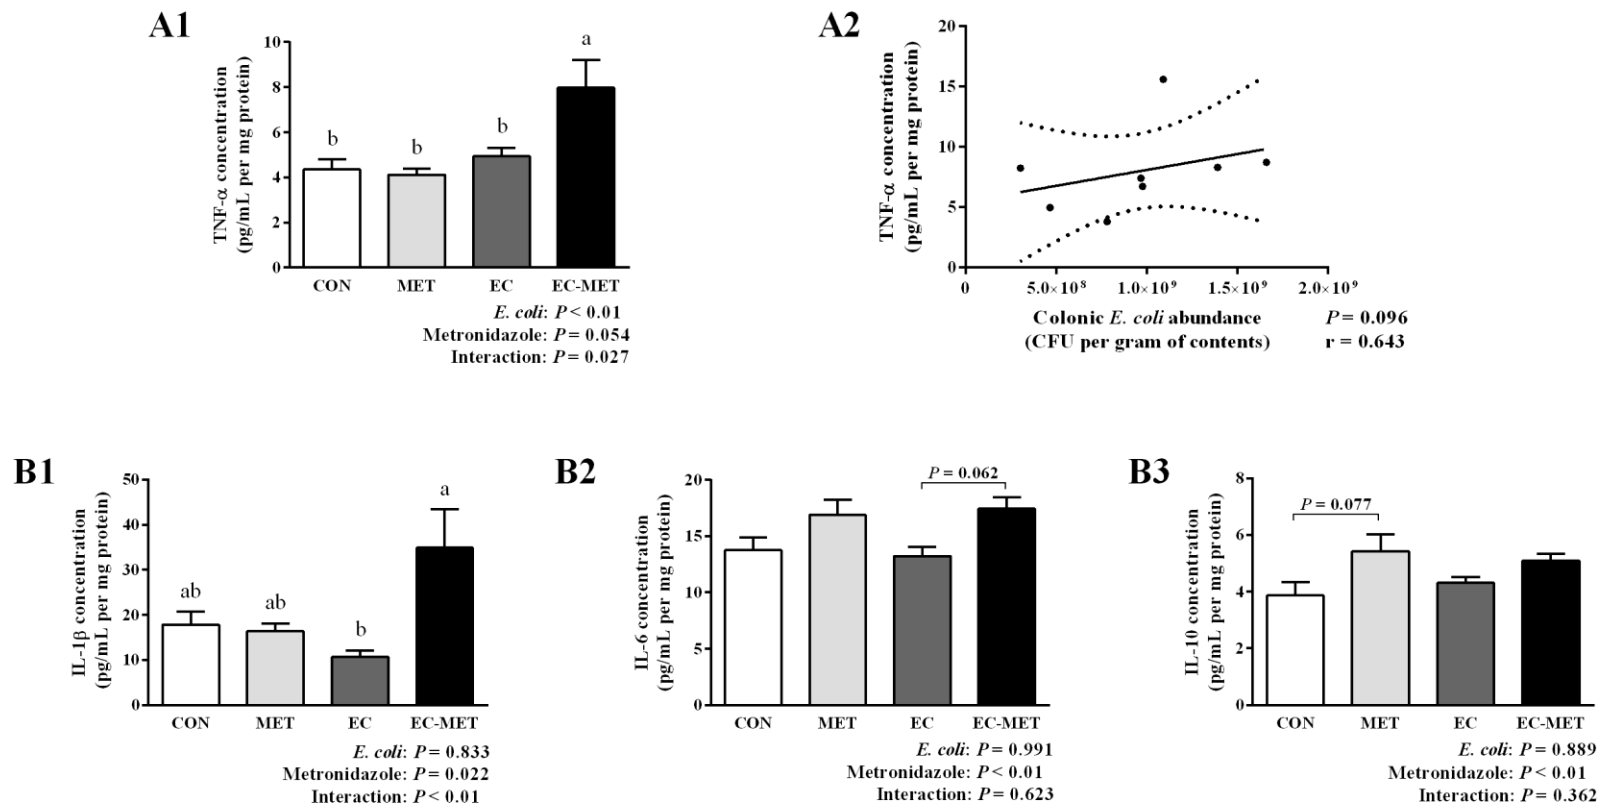 A1
TNF-α concentration
(pg/mL per mg protein)
10
8
6
4
2
0
b
b
b
a
CON MET EC EC-MET
E. coli: P < 0.01
Metronidazole: P = 0.054
Interaction: P = 0.027
A2
TNF-α concentration
(pg/mL per mg protein)
20
15
10
5
0
0 5.0×10⁸ 1.0×10⁹ 1.5×10⁹ 2.0×10⁹
Colonic E. coli abundance P = 0.096
(CFU per gram of contents) r = 0.643
B1
IL-1β concentration
(pg/mL per mg protein)
50
40
30
20
10
0
ab
ab
b
a
CON MET EC EC-MET
E. coli: P = 0.833
Metronidazole: P = 0.022
Interaction: P < 0.01
B2
IL-6 concentration
(pg/mL per mg protein)
20
15
10
5
0
P = 0.062
CON MET EC EC-MET
E. coli: P = 0.991
Metronidazole: P < 0.01
Interaction: P = 0.623
B3
IL-10 concentration
(pg/mL per mg protein)
8
6
4
2
0
P = 0.077
CON MET EC EC-MET
E. coli: P = 0.889
Metronidazole: P < 0.01
Interaction: P = 0.362